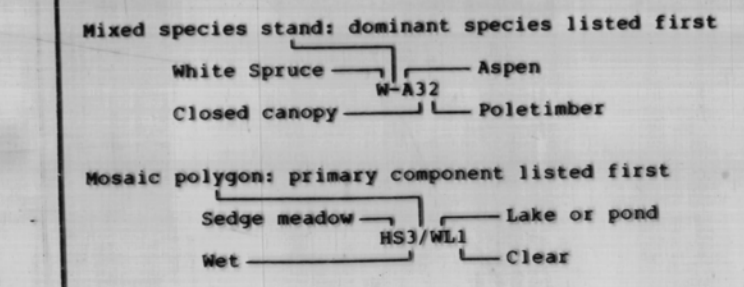 Mixed species stand: dominant species listed first
White Spruce Aspen
W-A32
Closed canopy Poletimber
Mosaic polygon: primary component listed first
Sedge meadow Lake or pond
HS3/WL1
Wet Clear